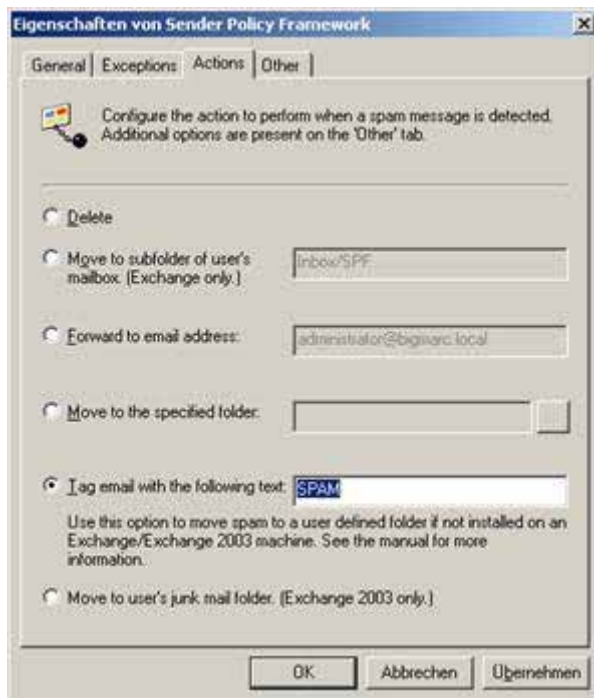 Eigenschaften von Sender Policy Framework
General Exceptions Actions Other
Configure the action to perform when a spam message is detected.
Additional options are present on the 'Other' tab.
Delete
Move to subfolder of user's
mailbox. (Exchange only.)
Inbox/SPF
Forward to email address:
administrator@bigmarc.local
Move to the specified folder:
Tag email with the following text:
SPAM
Use this option to move spam to a user defined folder if not installed on an
Exchange/Exchange 2003 machine. See the manual for more
information.
Move to user's junk mail folder. (Exchange 2003 only.)
OK Abbrechen Übernehmen